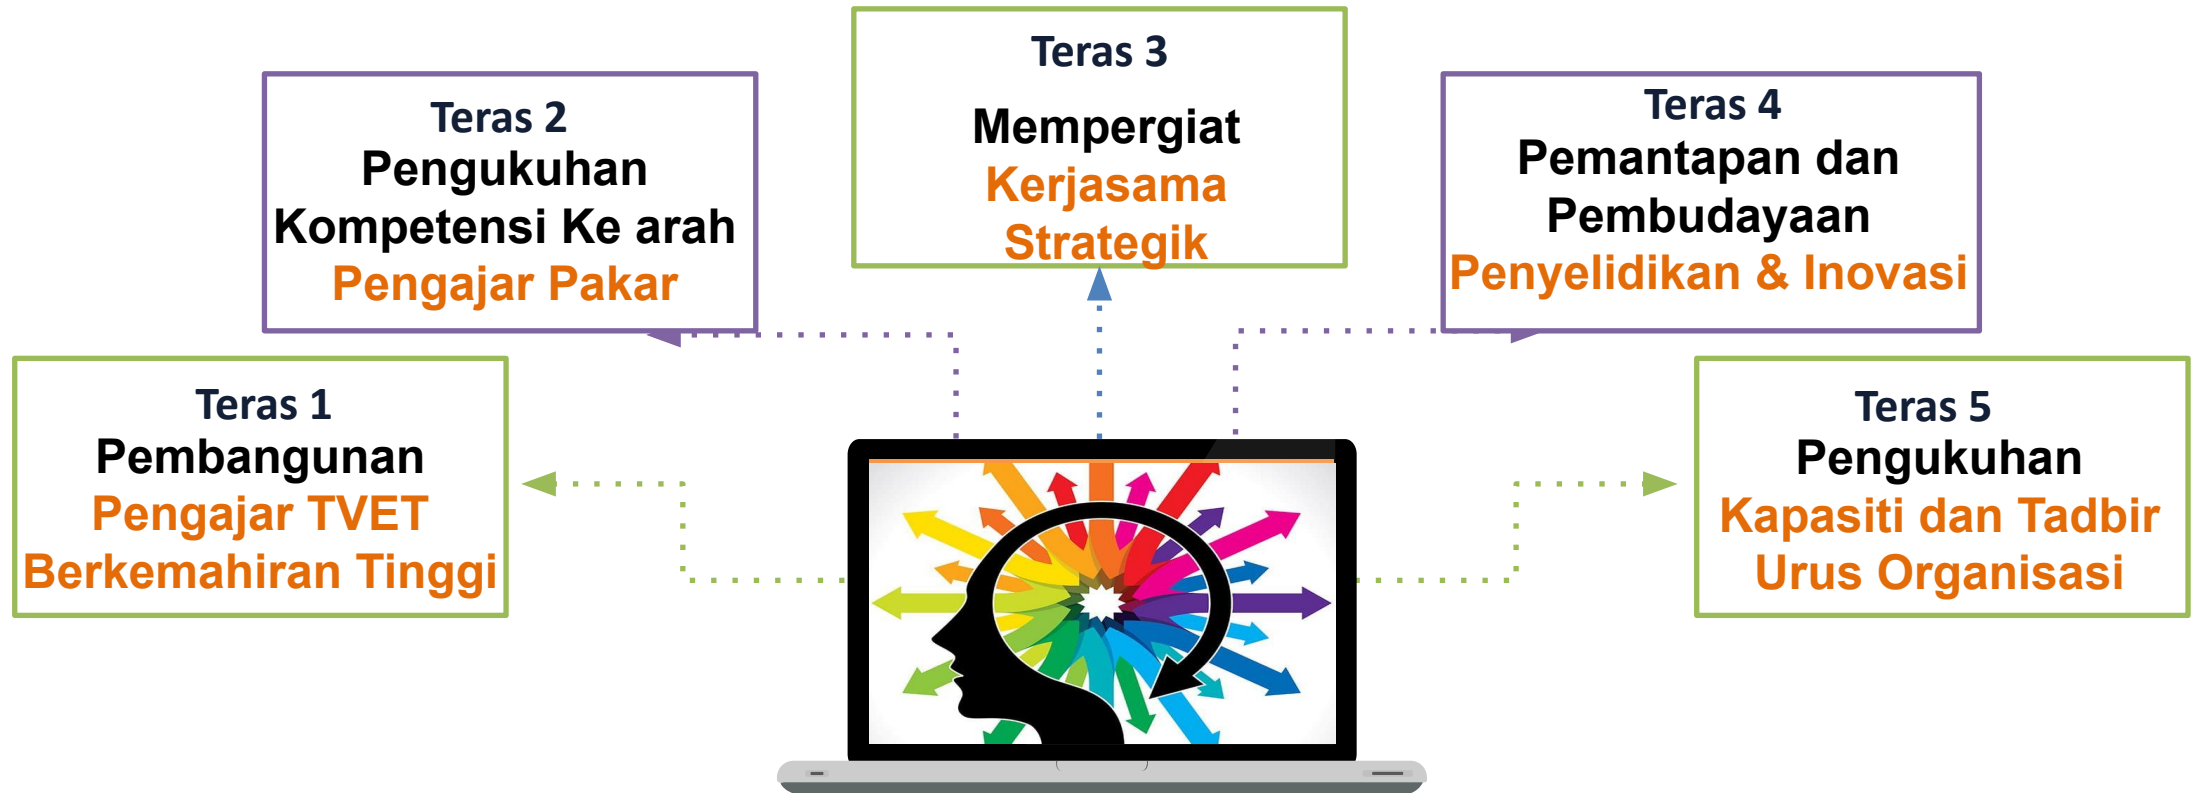 Teras 1
Pembangunan
Pengajar TVET
Berkemahiran Tinggi
Teras 2
Pengukuhan
Kompetensi Ke arah
Pengajar Pakar
Teras 3
Mempergiat
Kerjasama
Strategik
Teras 4
Pemantapan dan
Pembudayaan
Penyelidikan & Inovasi
Teras 5
Pengukuhan
Kapasiti dan Tadbir
Urus Organisasi